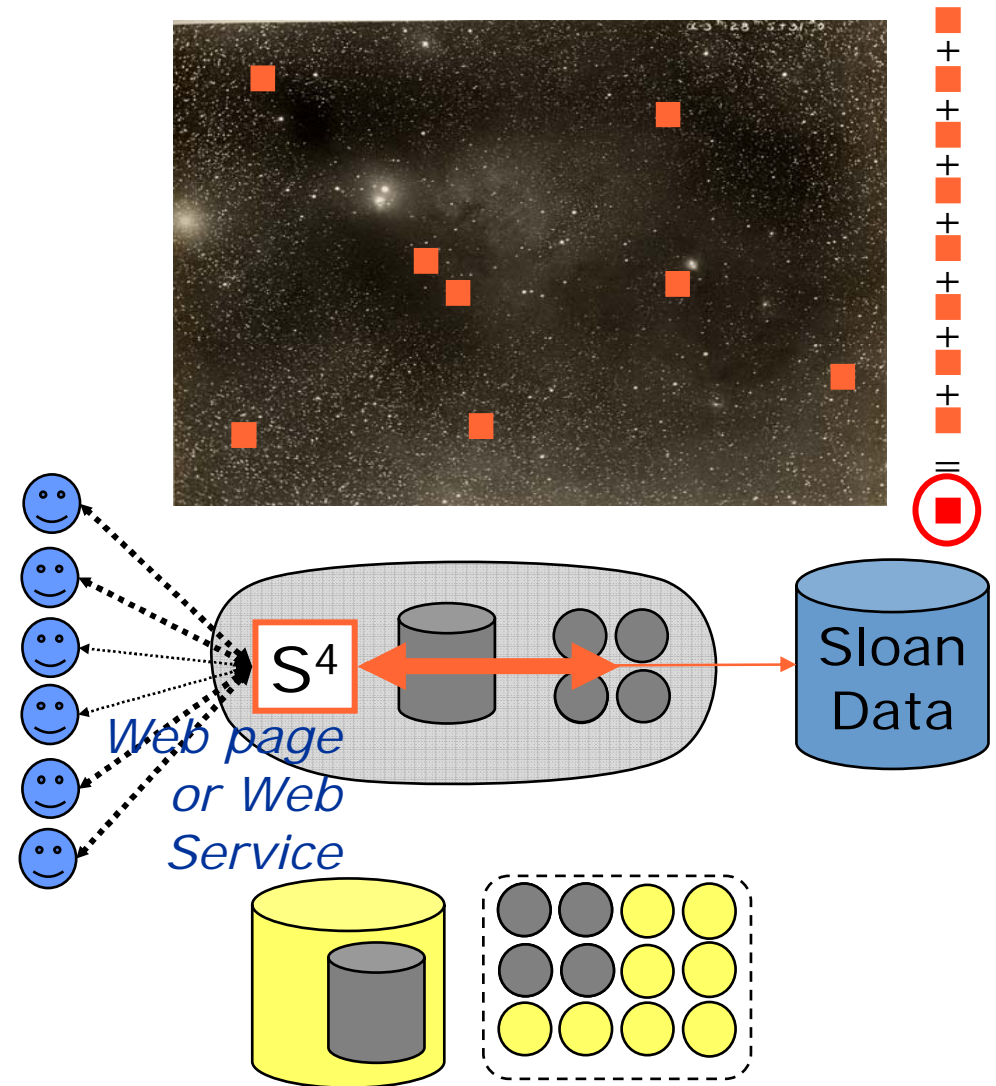 +
+
+
+
+
+
+
=
S⁴
Sloan
Data
Web page
or Web
Service